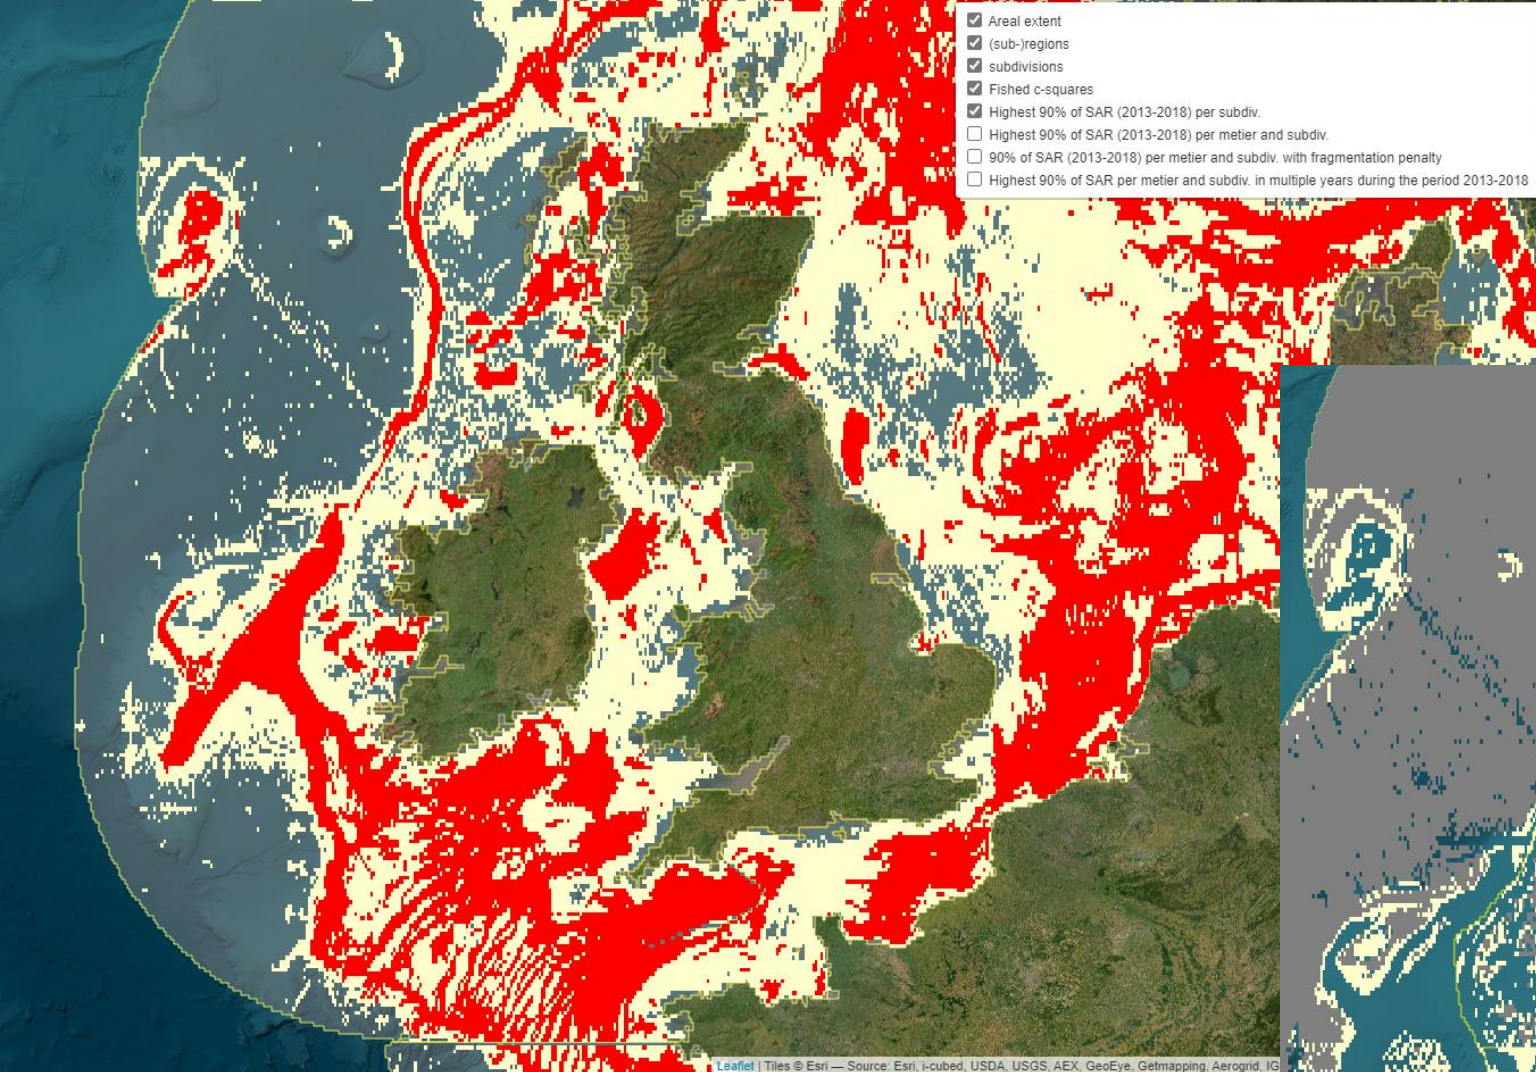 Areal extent
(sub-)regions
subdivisions
Fished c-squares
Highest 90% of SAR (2013-2018) per subdiv.
Highest 90% of SAR (2013-2018) per metier and subdiv.
90% of SAR (2013-2018) per metier and subdiv. with fragmentation penalty
Highest 90% of SAR per metier and subdiv. in multiple years during the period 2013-2018
Leaflet | Tiles © Esri — Source: Esri, i-cubed, USDA, USGS, AEX, GeoEye, Getmapping, Aerogrid, IG